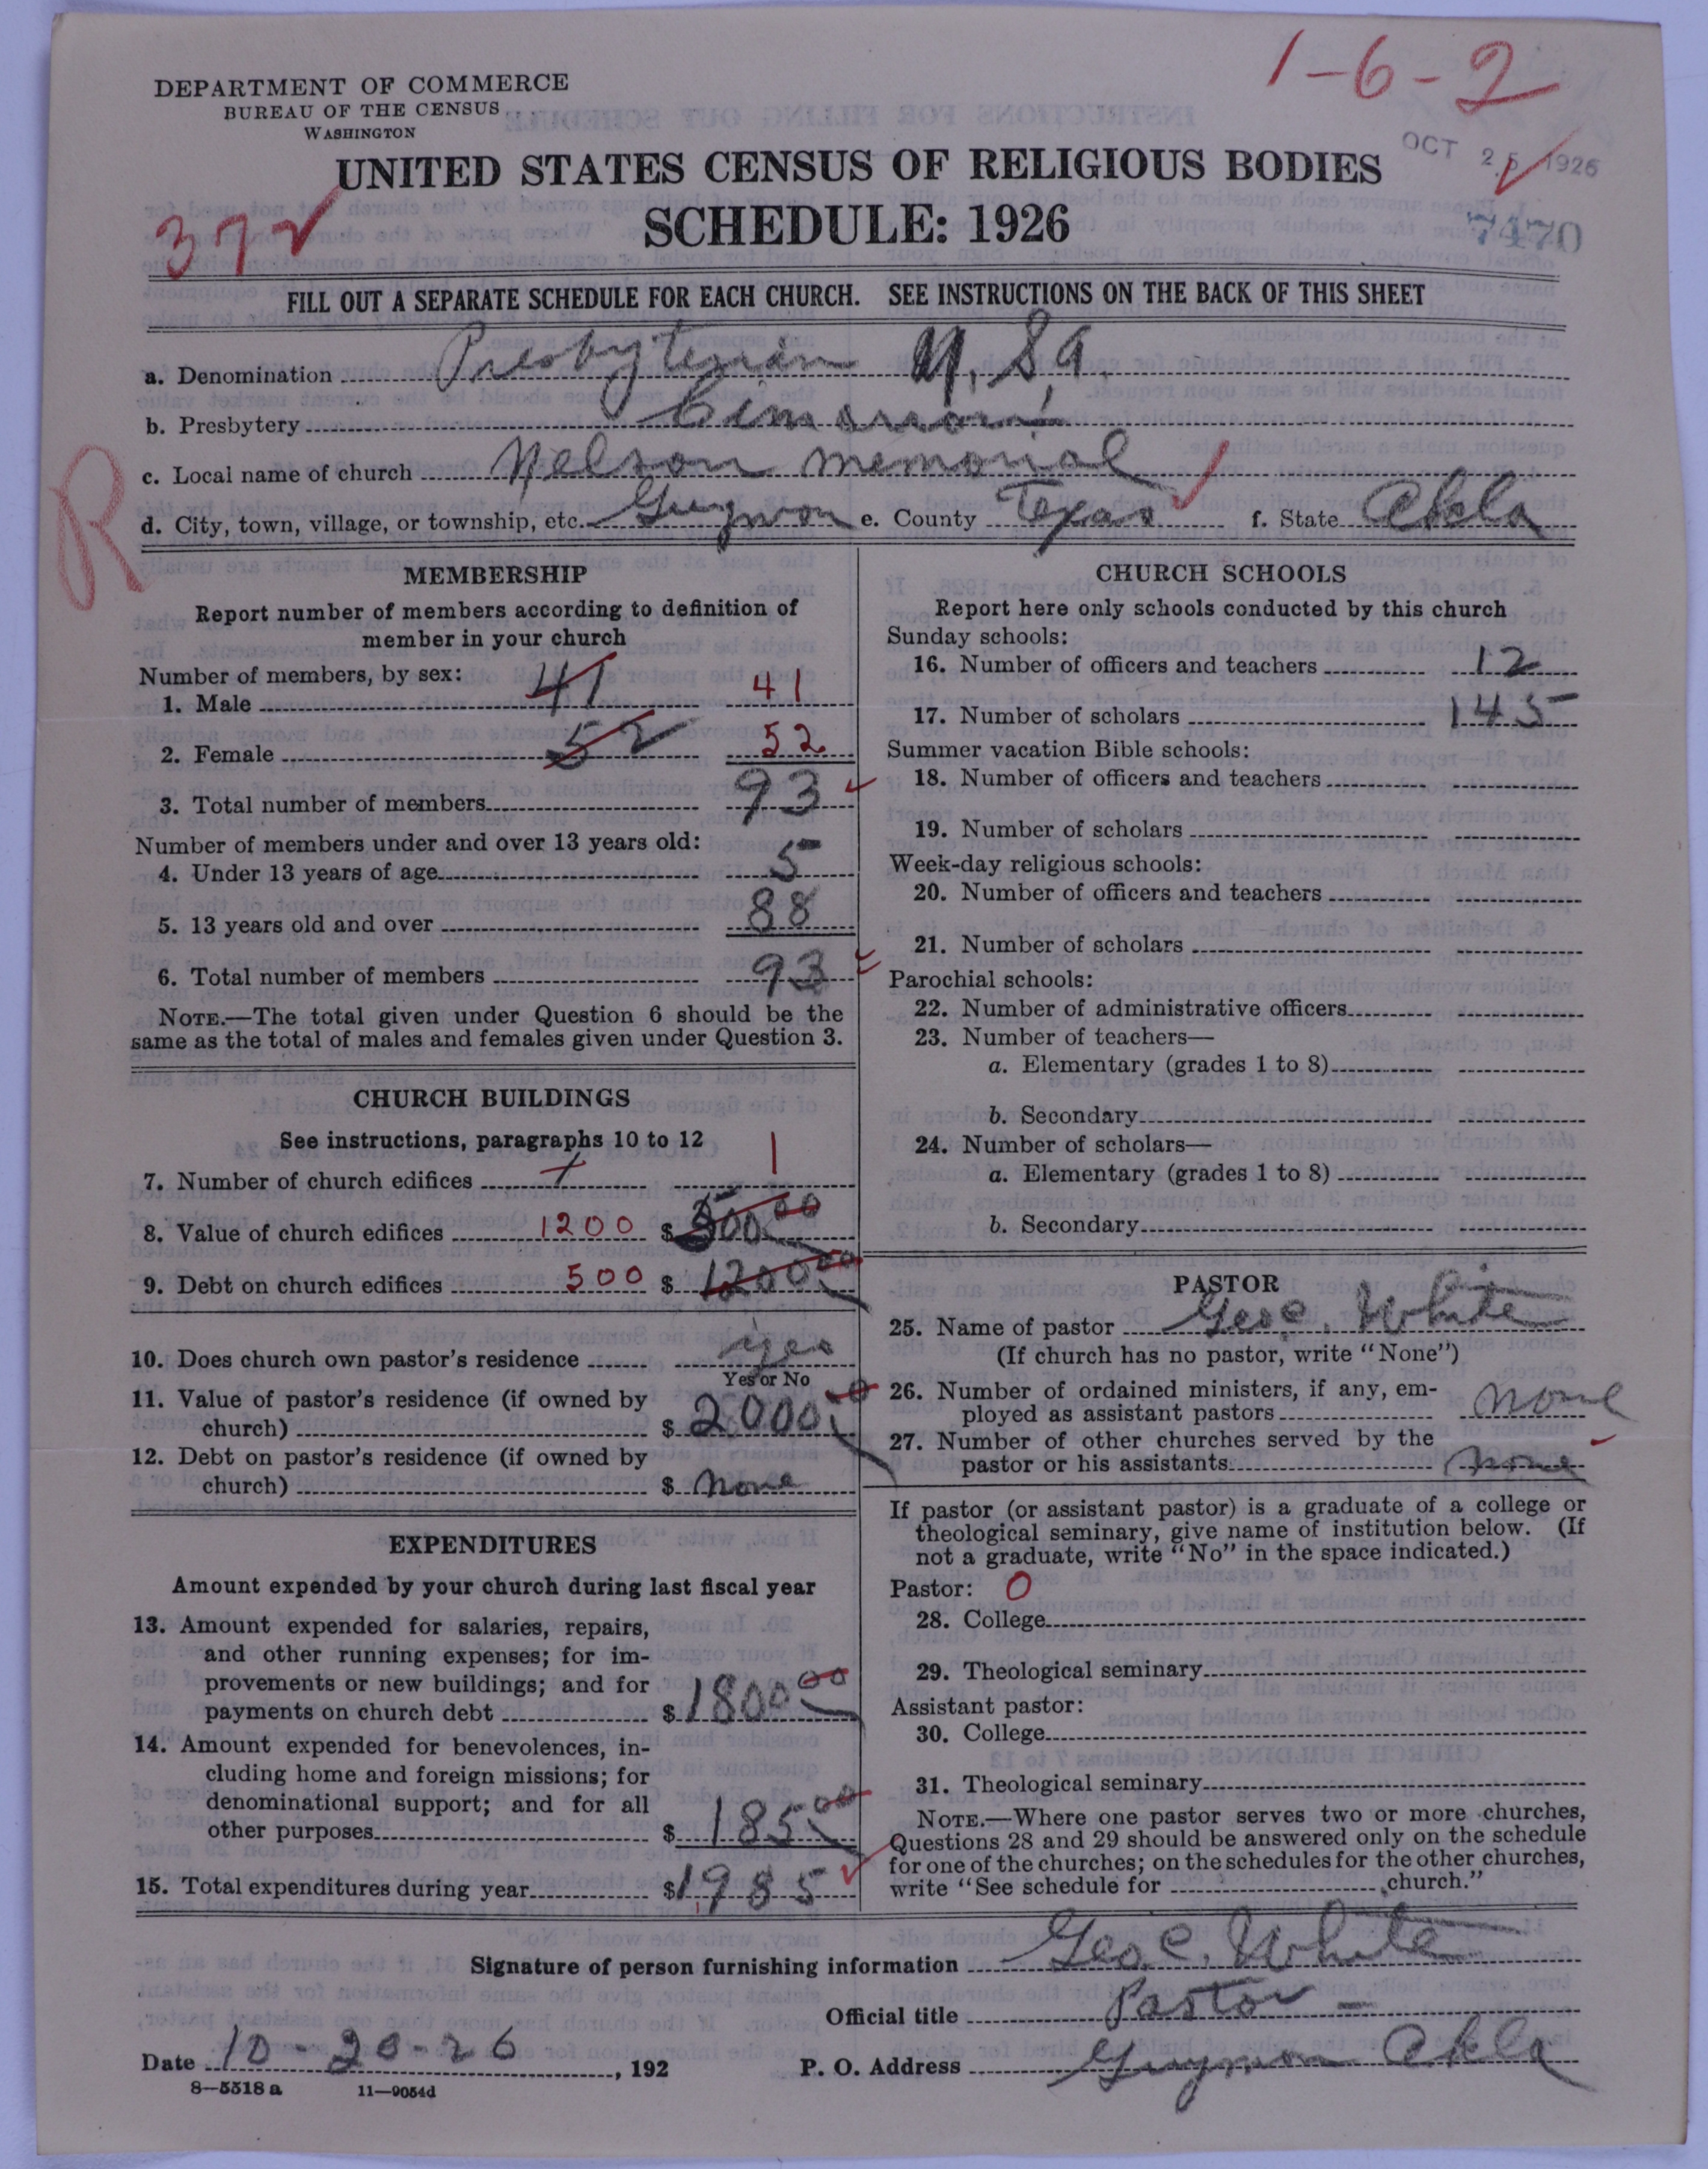 1-6-2
DEPARTMENT OF COMMERCE
BUREAU OF THE CENSUS
WASHINGTON
OCT 25 1926
UNITED STATES CENSUS OF RELIGIOUS BODIES
SCHEDULE: 1926
372
7470
FILL OUT A SEPARATE SCHEDULE FOR EACH CHURCH. SEE INSTRUCTIONS ON THE BACK OF THIS SHEET
a. Denomination Presbyterian U.S.A.
b. Presbytery Cimarron
c. Local name of church Nelson Memorial
R
d. City, town, village, or township, etc. Guymon e. County Texas f. State Okla
MEMBERSHIP
Report number of members according to definition of
member in your church
Number of members, by sex:
1. Male 41 41
2. Female 52 52
3. Total number of members 93
Number of members under and over 13 years old:
4. Under 13 years of age 5
5. 13 years old and over 88
6. Total number of members 93
NOTE.—The total given under Question 6 should be the
same as the total of males and females given under Question 3.
CHURCH BUILDINGS
See instructions, paragraphs 10 to 12
7. Number of church edifices 1 1
8. Value of church edifices 1200 $ 500 00
9. Debt on church edifices 500 $ 1200 00
10. Does church own pastor's residence yes
Yes or No
11. Value of pastor's residence (if owned by
church) $ 2000 00
12. Debt on pastor's residence (if owned by
church) $ none
EXPENDITURES
Amount expended by your church during last fiscal year
13. Amount expended for salaries, repairs,
and other running expenses; for im-
provements or new buildings; and for
payments on church debt $ 1800 00
14. Amount expended for benevolences, in-
cluding home and foreign missions; for
denominational support; and for all
other purposes $ 185 00
15. Total expenditures during year $ 1985
CHURCH SCHOOLS
Report here only schools conducted by this church
Sunday schools:
16. Number of officers and teachers 12
17. Number of scholars 145
Summer vacation Bible schools:
18. Number of officers and teachers
19. Number of scholars
Week-day religious schools:
20. Number of officers and teachers
21. Number of scholars
Parochial schools:
22. Number of administrative officers
23. Number of teachers—
a. Elementary (grades 1 to 8)
b. Secondary
24. Number of scholars—
a. Elementary (grades 1 to 8)
b. Secondary
PASTOR
25. Name of pastor Geo. C. White
(If church has no pastor, write "None")
26. Number of ordained ministers, if any, em-
ployed as assistant pastors none
27. Number of other churches served by the
pastor or his assistants none
If pastor (or assistant pastor) is a graduate of a college or
theological seminary, give name of institution below. (If
not a graduate, write "No" in the space indicated.)
Pastor: 0
28. College
29. Theological seminary
Assistant pastor:
30. College
31. Theological seminary
NOTE.—Where one pastor serves two or more churches,
Questions 28 and 29 should be answered only on the schedule
for one of the churches; on the schedules for the other churches,
write "See schedule for church."
Signature of person furnishing information Geo. C. White
Official title Pastor -
Date 10-20-26, 192 P. O. Address Guymon Okla
8—5518 a 11—9054d